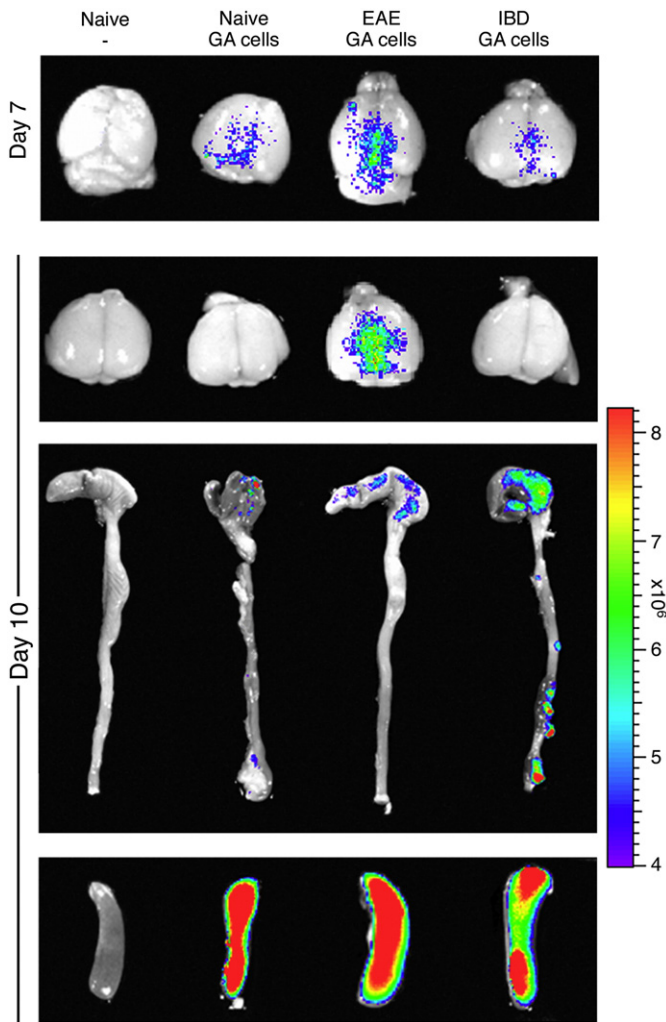 Naive
-
Naive
GA cells
EAE
GA cells
IBD
GA cells
Day 7
Day 10
8
7
x10⁶
6
5
4